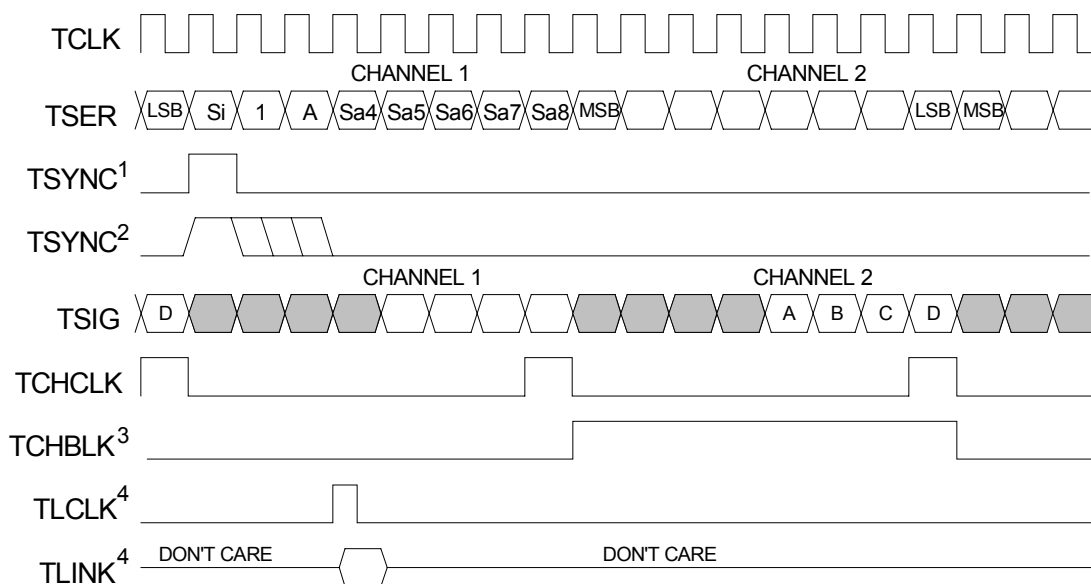 TCLK
CHANNEL 1 CHANNEL 2
TSER LSB Si 1 A Sa4 Sa5 Sa6 Sa7 Sa8 MSB LSB MSB
TSYNC1
TSYNC2
CHANNEL 1 CHANNEL 2
TSIG D A B C D
TCHCLK
TCHBLK3
TLCLK4
TLINK4 DON'T CARE DON'T CARE